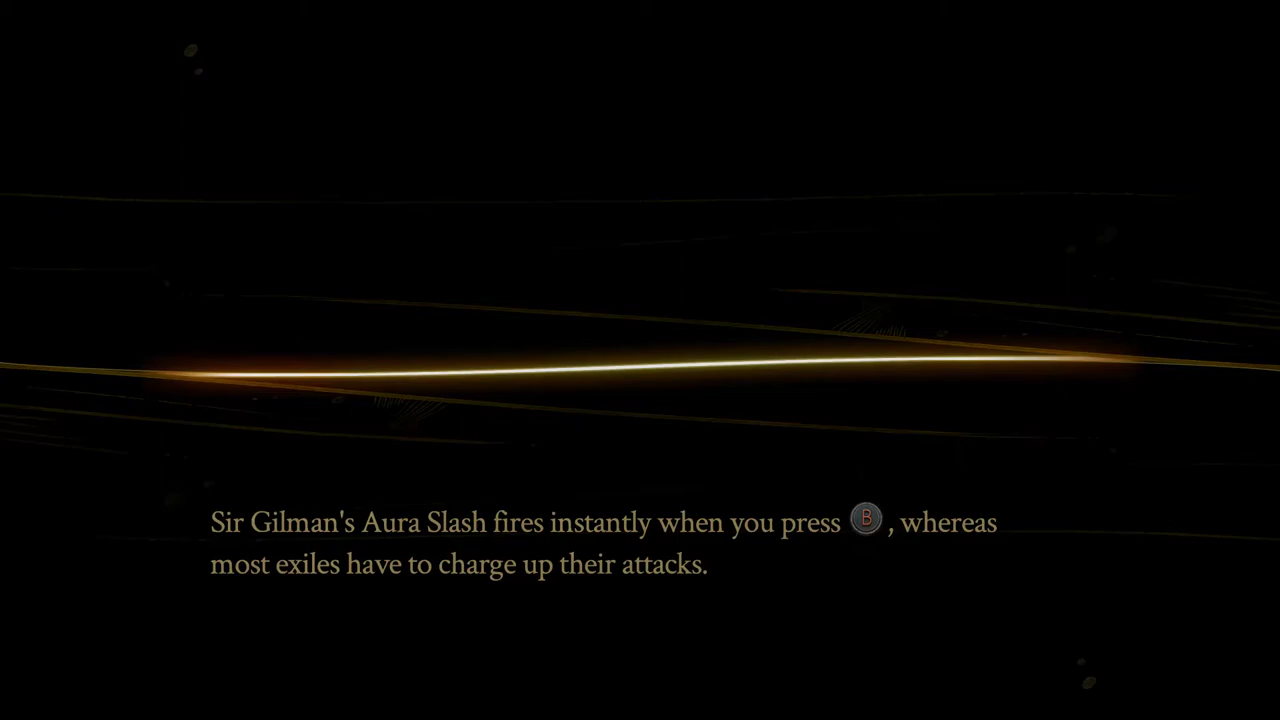 Sir Gilman's Aura Slash fires instantly when you press B, whereas
most exiles have to charge up their attacks.